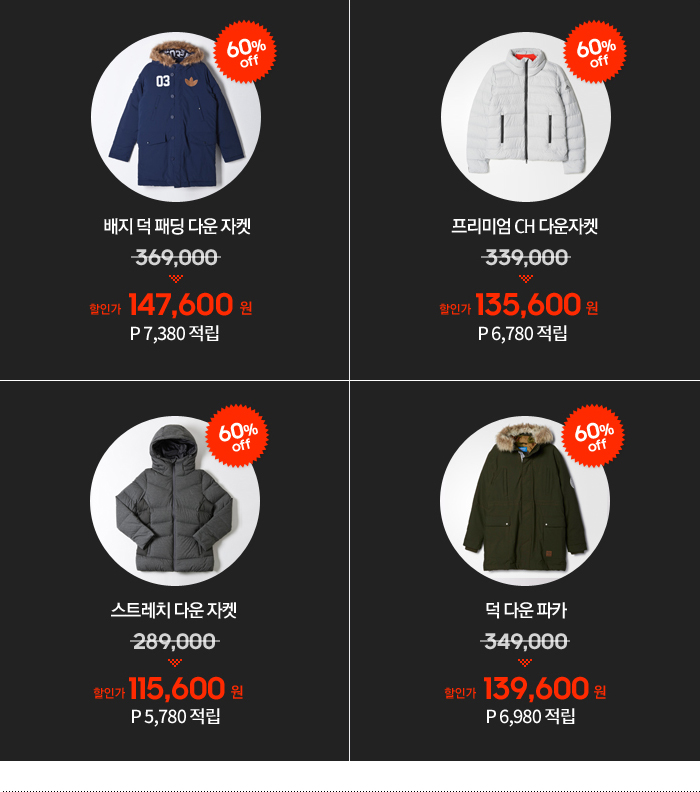 60%
off
03
배지 덕 패딩 다운 자켓
369,000
할인가 147,600 원
P 7,380 적립
60%
off
프리미엄 CH 다운자켓
339,000
할인가 135,600 원
P 6,780 적립
60%
off
스트레치 다운 자켓
289,000
할인가 115,600 원
P 5,780 적립
60%
off
덕 다운 파카
349,000
할인가 139,600 원
P 6,980 적립